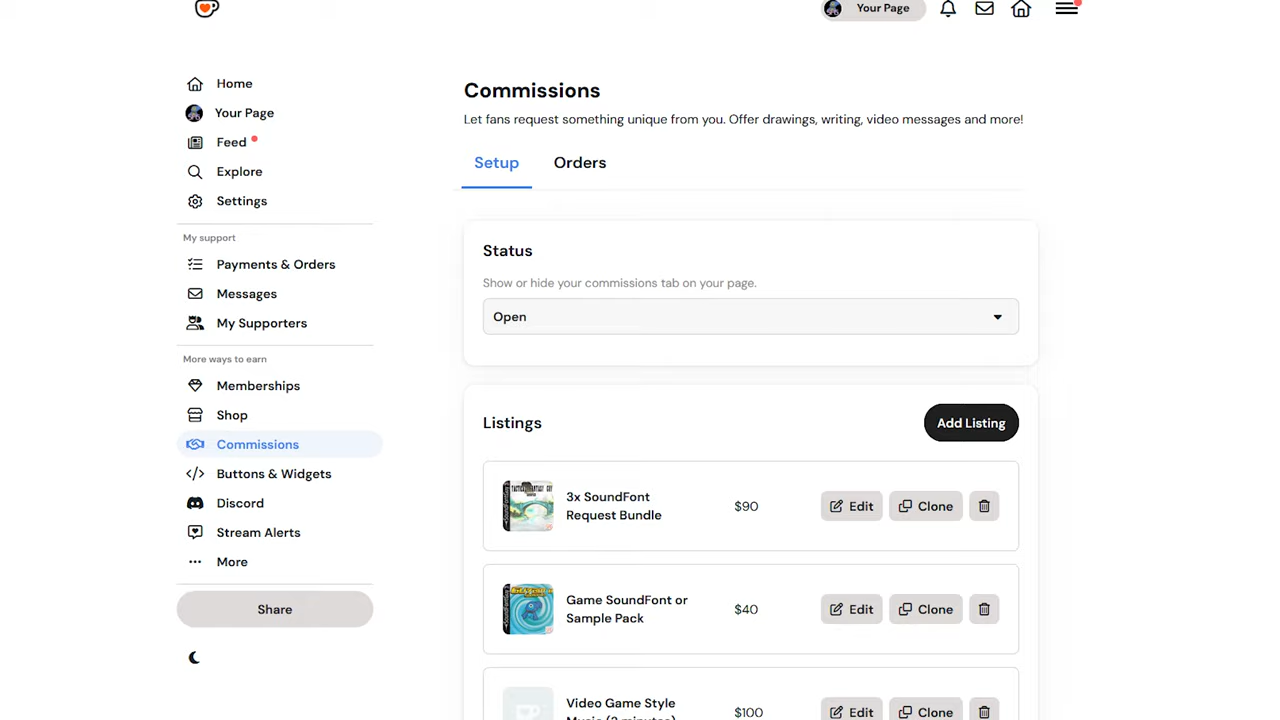 Your Page
Home
Your Page
Feed
Explore
Settings
My support
Payments & Orders
Messages
My Supporters
More ways to earn
Memberships
Shop
Commissions
Buttons & Widgets
Discord
Stream Alerts
More
Share
Commissions
Let fans request something unique from you. Offer drawings, writing, video messages and more!
Setup Orders
Status
Show or hide your commissions tab on your page.
Open
Listings
Add Listing
3x SoundFont
Request Bundle
$90
Edit
Clone
Game SoundFont or
Sample Pack
$40
Edit
Clone
Video Game Style
Music (2 minutes)
$100
Edit
Clone